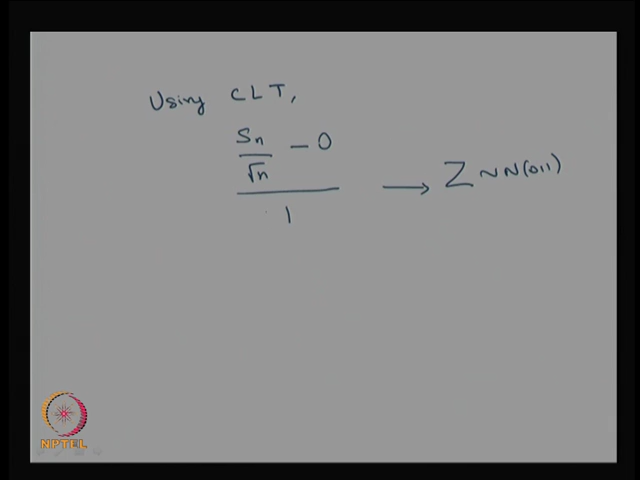 Using CLT,
Sn/√n - 0
1
→ Z ~ N(0,1)
NPTEL